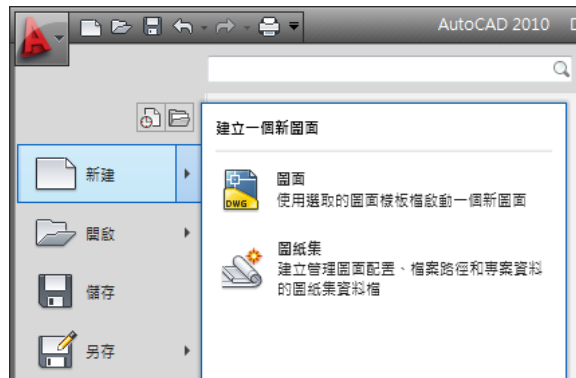 AutoCAD 2010
建立一個新圖面
新建
圖面
使用選取的圖面樣板檔啟動一個新圖面
DWG
開啟
圖紙集
建立管理圖面配置、檔案路徑和專案資料
的圖紙集資料檔
儲存
另存